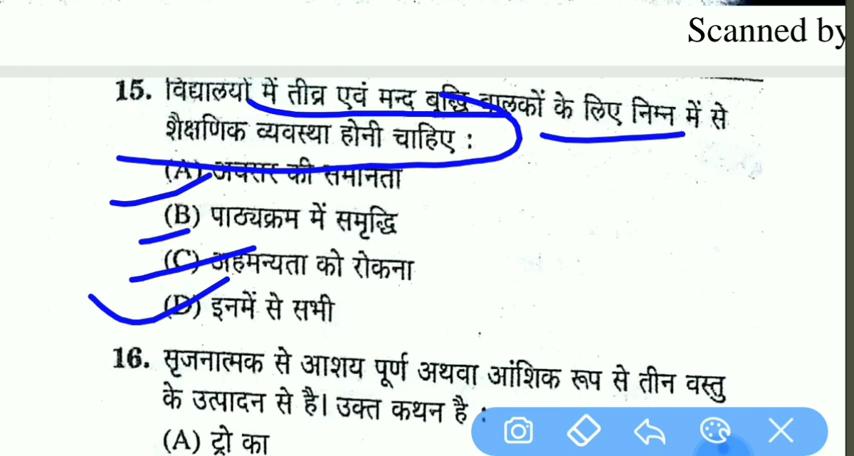 Scanned by
15. विद्यालयों में तीव्र एवं मन्द बुद्धि बालकों के लिए निम्न में से
शैक्षणिक व्यवस्था होनी चाहिए :
(A) अवसर की समानता
(B) पाठ्यक्रम में समृद्धि
(C) अहमन्यता को रोकना
(D) इनमें से सभी
16. सृजनात्मक से आशय पूर्ण अथवा आंशिक रूप से तीन वस्तु
के उत्पादन से है। उक्त कथन है :
(A) ट्रो का